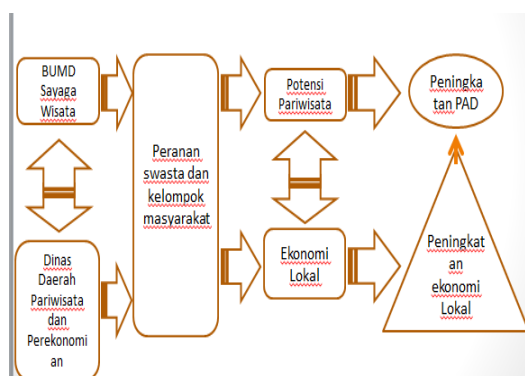 BUMD
Sayaga
Wisata
Peranan
swasta dan
kelompok
masyarakat
Potensi
Pariwisata
Peningka
tan PAD
Dinas
Daerah
Pariwisata
dan
Perekonomi
an
Ekonomi
Lokal
Peningkat
an
ekonomi
Lokal